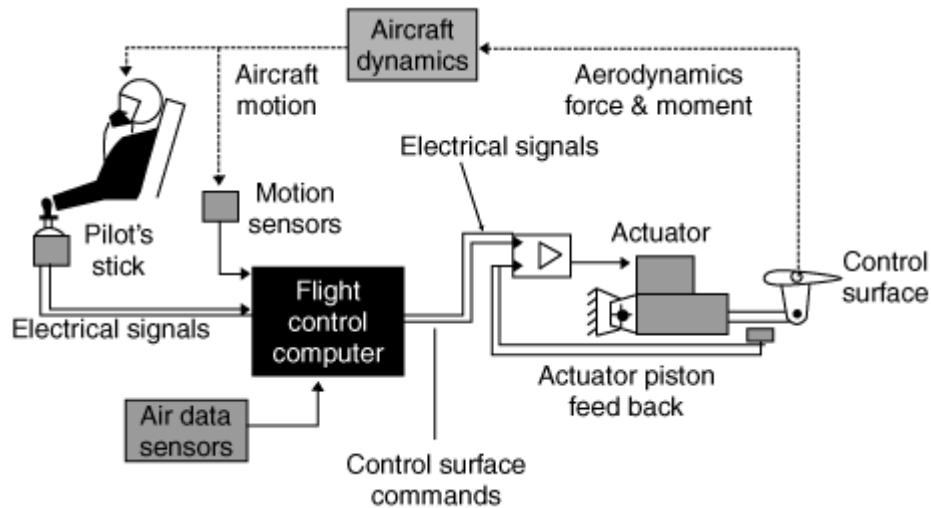 Aircraft
dynamics
Aircraft
motion
Aerodynamics
force & moment
Electrical signals
Motion
sensors
Pilot's
stick
Actuator
Control
surface
Flight
control
computer
Electrical signals
Actuator piston
feed back
Air data
sensors
Control surface
commands